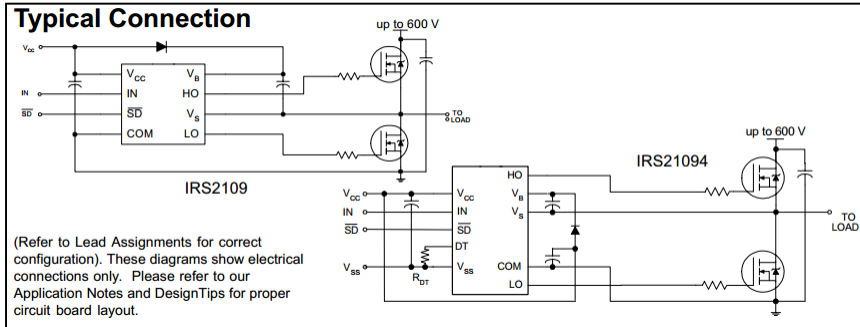 Typical Connection
up to 600 V
VCC
VCC
VB
IN
IN
HO
SD
SD
VS
TO
LOAD
COM
LO
IRS2109
up to 600 V
IRS21094
HO
VCC
VCC
VB
IN
IN
VS
SD
SD
TO
LOAD
DT
VSS
RDT
VSS
COM
LO
(Refer to Lead Assignments for correct
configuration). These diagrams show electrical
connections only. Please refer to our
Application Notes and DesignTips for proper
circuit board layout.